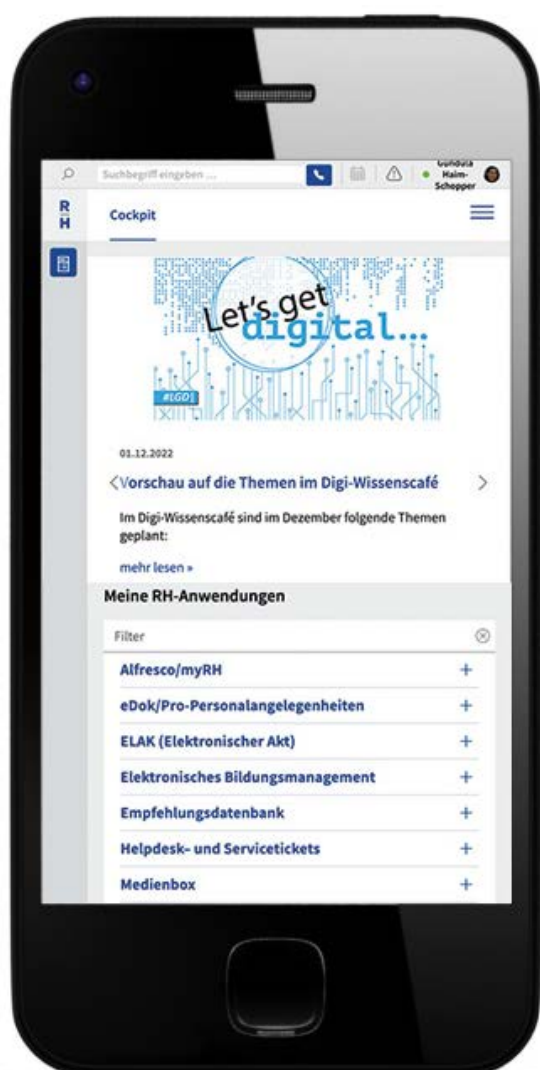 Suchbegriff eingeben ...
Gundula
Haim-
Schopper
R
H
Cockpit
Let's get
digital...
#LGD|
01.12.2022
Vorschau auf die Themen im Digi-Wissenscafé
Im Digi-Wissenscafé sind im Dezember folgende Themen
geplant:
mehr lesen »
Meine RH-Anwendungen
Filter
Alfresco/myRH
eDok/Pro-Personalangelegenheiten
ELAK (Elektronischer Akt)
Elektronisches Bildungsmanagement
Empfehlungsdatenbank
Helpdesk- und Servicetickets
Medienbox